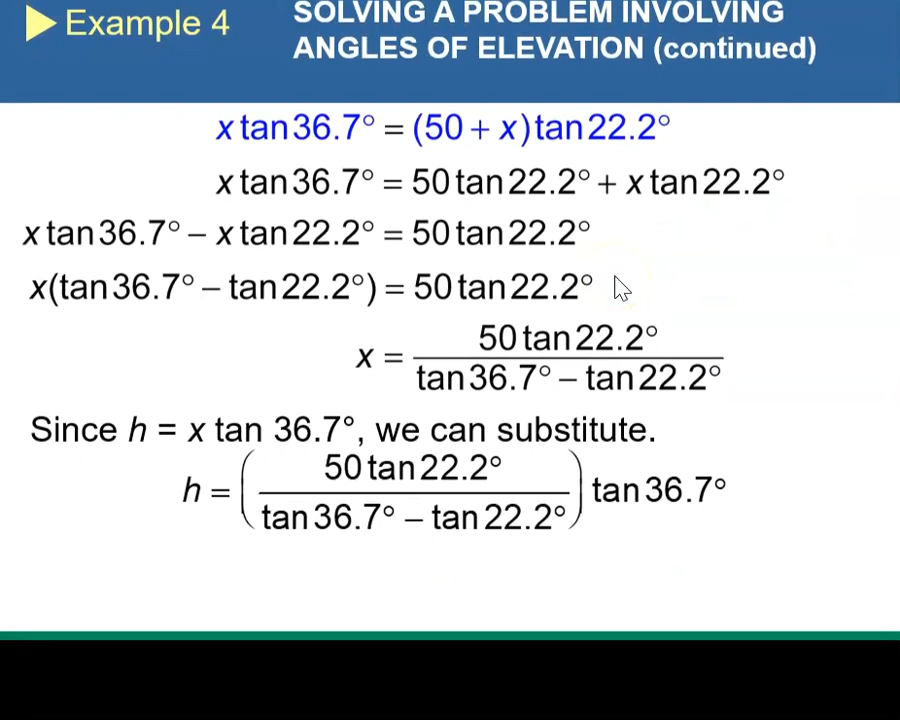 Example 4
SOLVING A PROBLEM INVOLVING
ANGLES OF ELEVATION (continued)
x tan 36.7° = (50 + x) tan 22.2°
x tan 36.7° = 50 tan 22.2° + x tan 22.2°
x tan 36.7° – x tan 22.2° = 50 tan 22.2°
x(tan 36.7° – tan 22.2°) = 50 tan 22.2°
50 tan 22.2°
x =
tan 36.7° – tan 22.2°
Since h = x tan 36.7°, we can substitute.
50 tan 22.2°
h = ( ) tan 36.7°
tan 36.7° – tan 22.2°